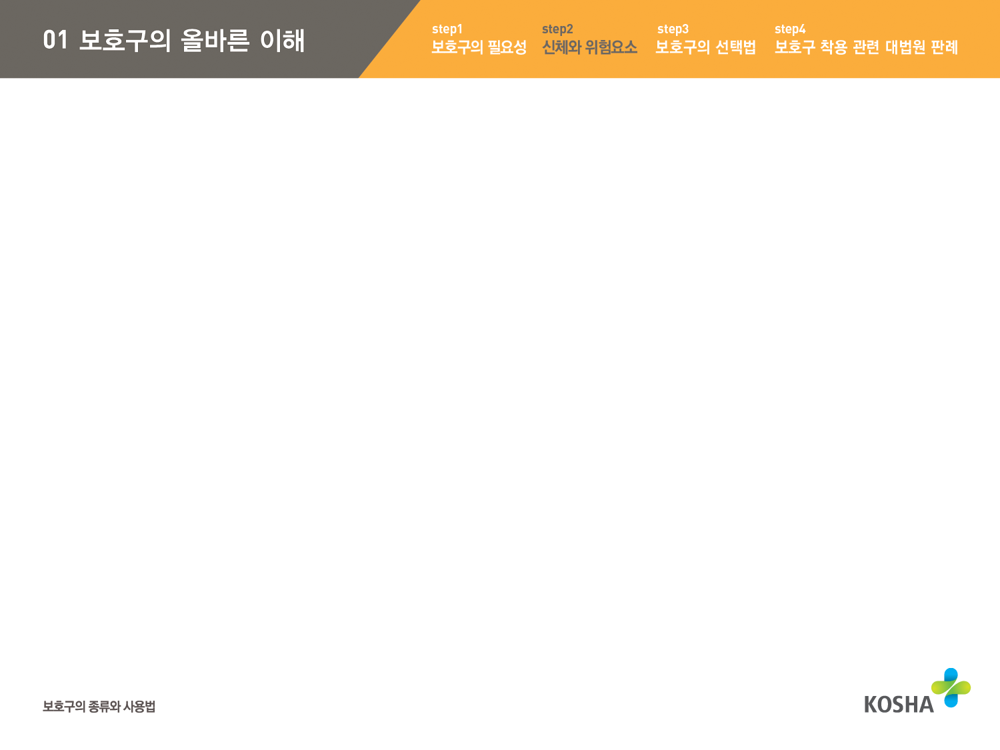 01 보호구의 올바른 이해
step1
보호구의 필요성
step2
신체와 위험요소
step3
보호구의 선택법
step4
보호구 착용 관련 대법원 판례
보호구의 종류와 사용법
KOSHA